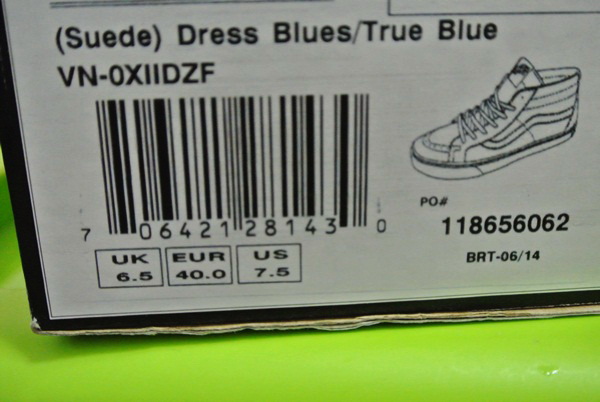 (Suede) Dress Blues/True Blue
VN-0XIIDZF
7 06421 28143 0
UK EUR US
6.5 40.0 7.5
PO#
118656062
BRT-06/14